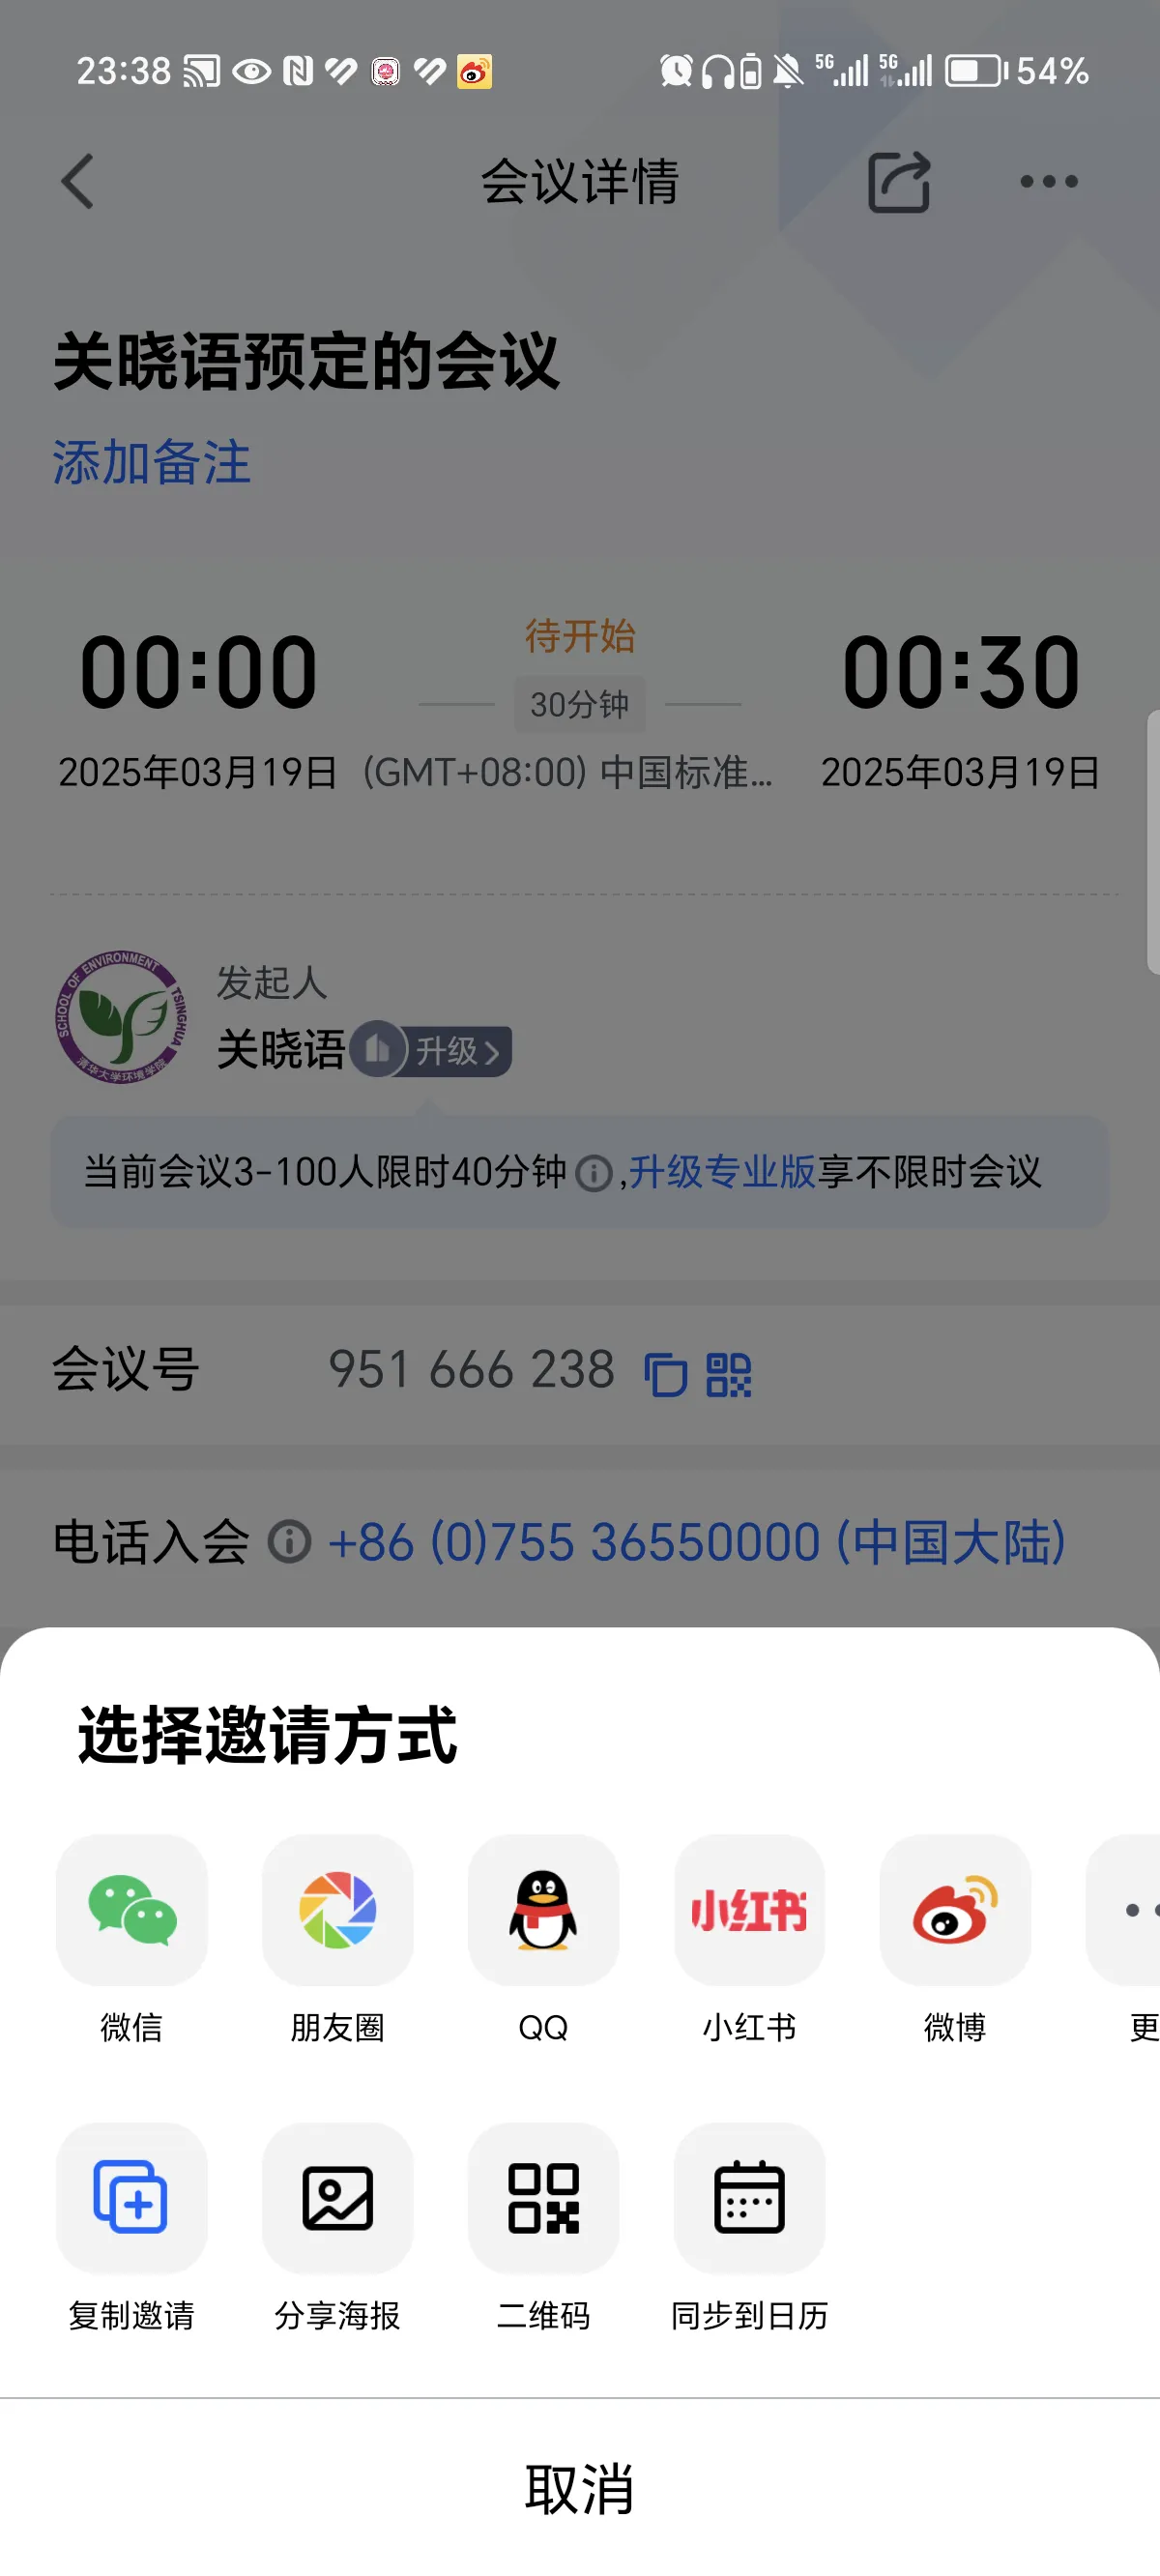 23:38 5G 5G 54%
会议详情
关晓语预定的会议
添加备注
待开始
00:00 30分钟 00:30
2025年03月19日 (GMT+08:00) 中国标准... 2025年03月19日
SCHOOL OF ENVIRONMENT TSINGHUA
清华大学环境学院
发起人
关晓语 升级
当前会议3-100人限时40分钟,升级专业版享不限时会议
会议号 951 666 238
电话入会 +86 (0)755 36550000 (中国大陆)
选择邀请方式
小红书
微信 朋友圈 QQ 小红书 微博 更
复制邀请 分享海报 二维码 同步到日历
取消